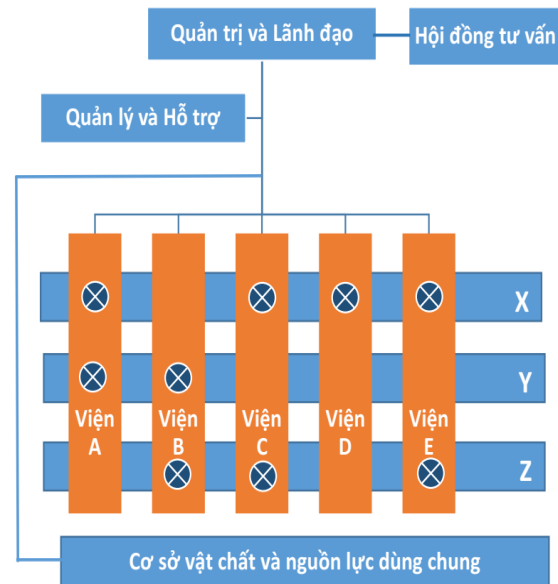 Quản trị và Lãnh đạo
Hội đồng tư vấn
Quản lý và Hỗ trợ
X
Y
Viện
A
Viện
B
Viện
C
Viện
D
Viện
E
Z
Cơ sở vật chất và nguồn lực dùng chung